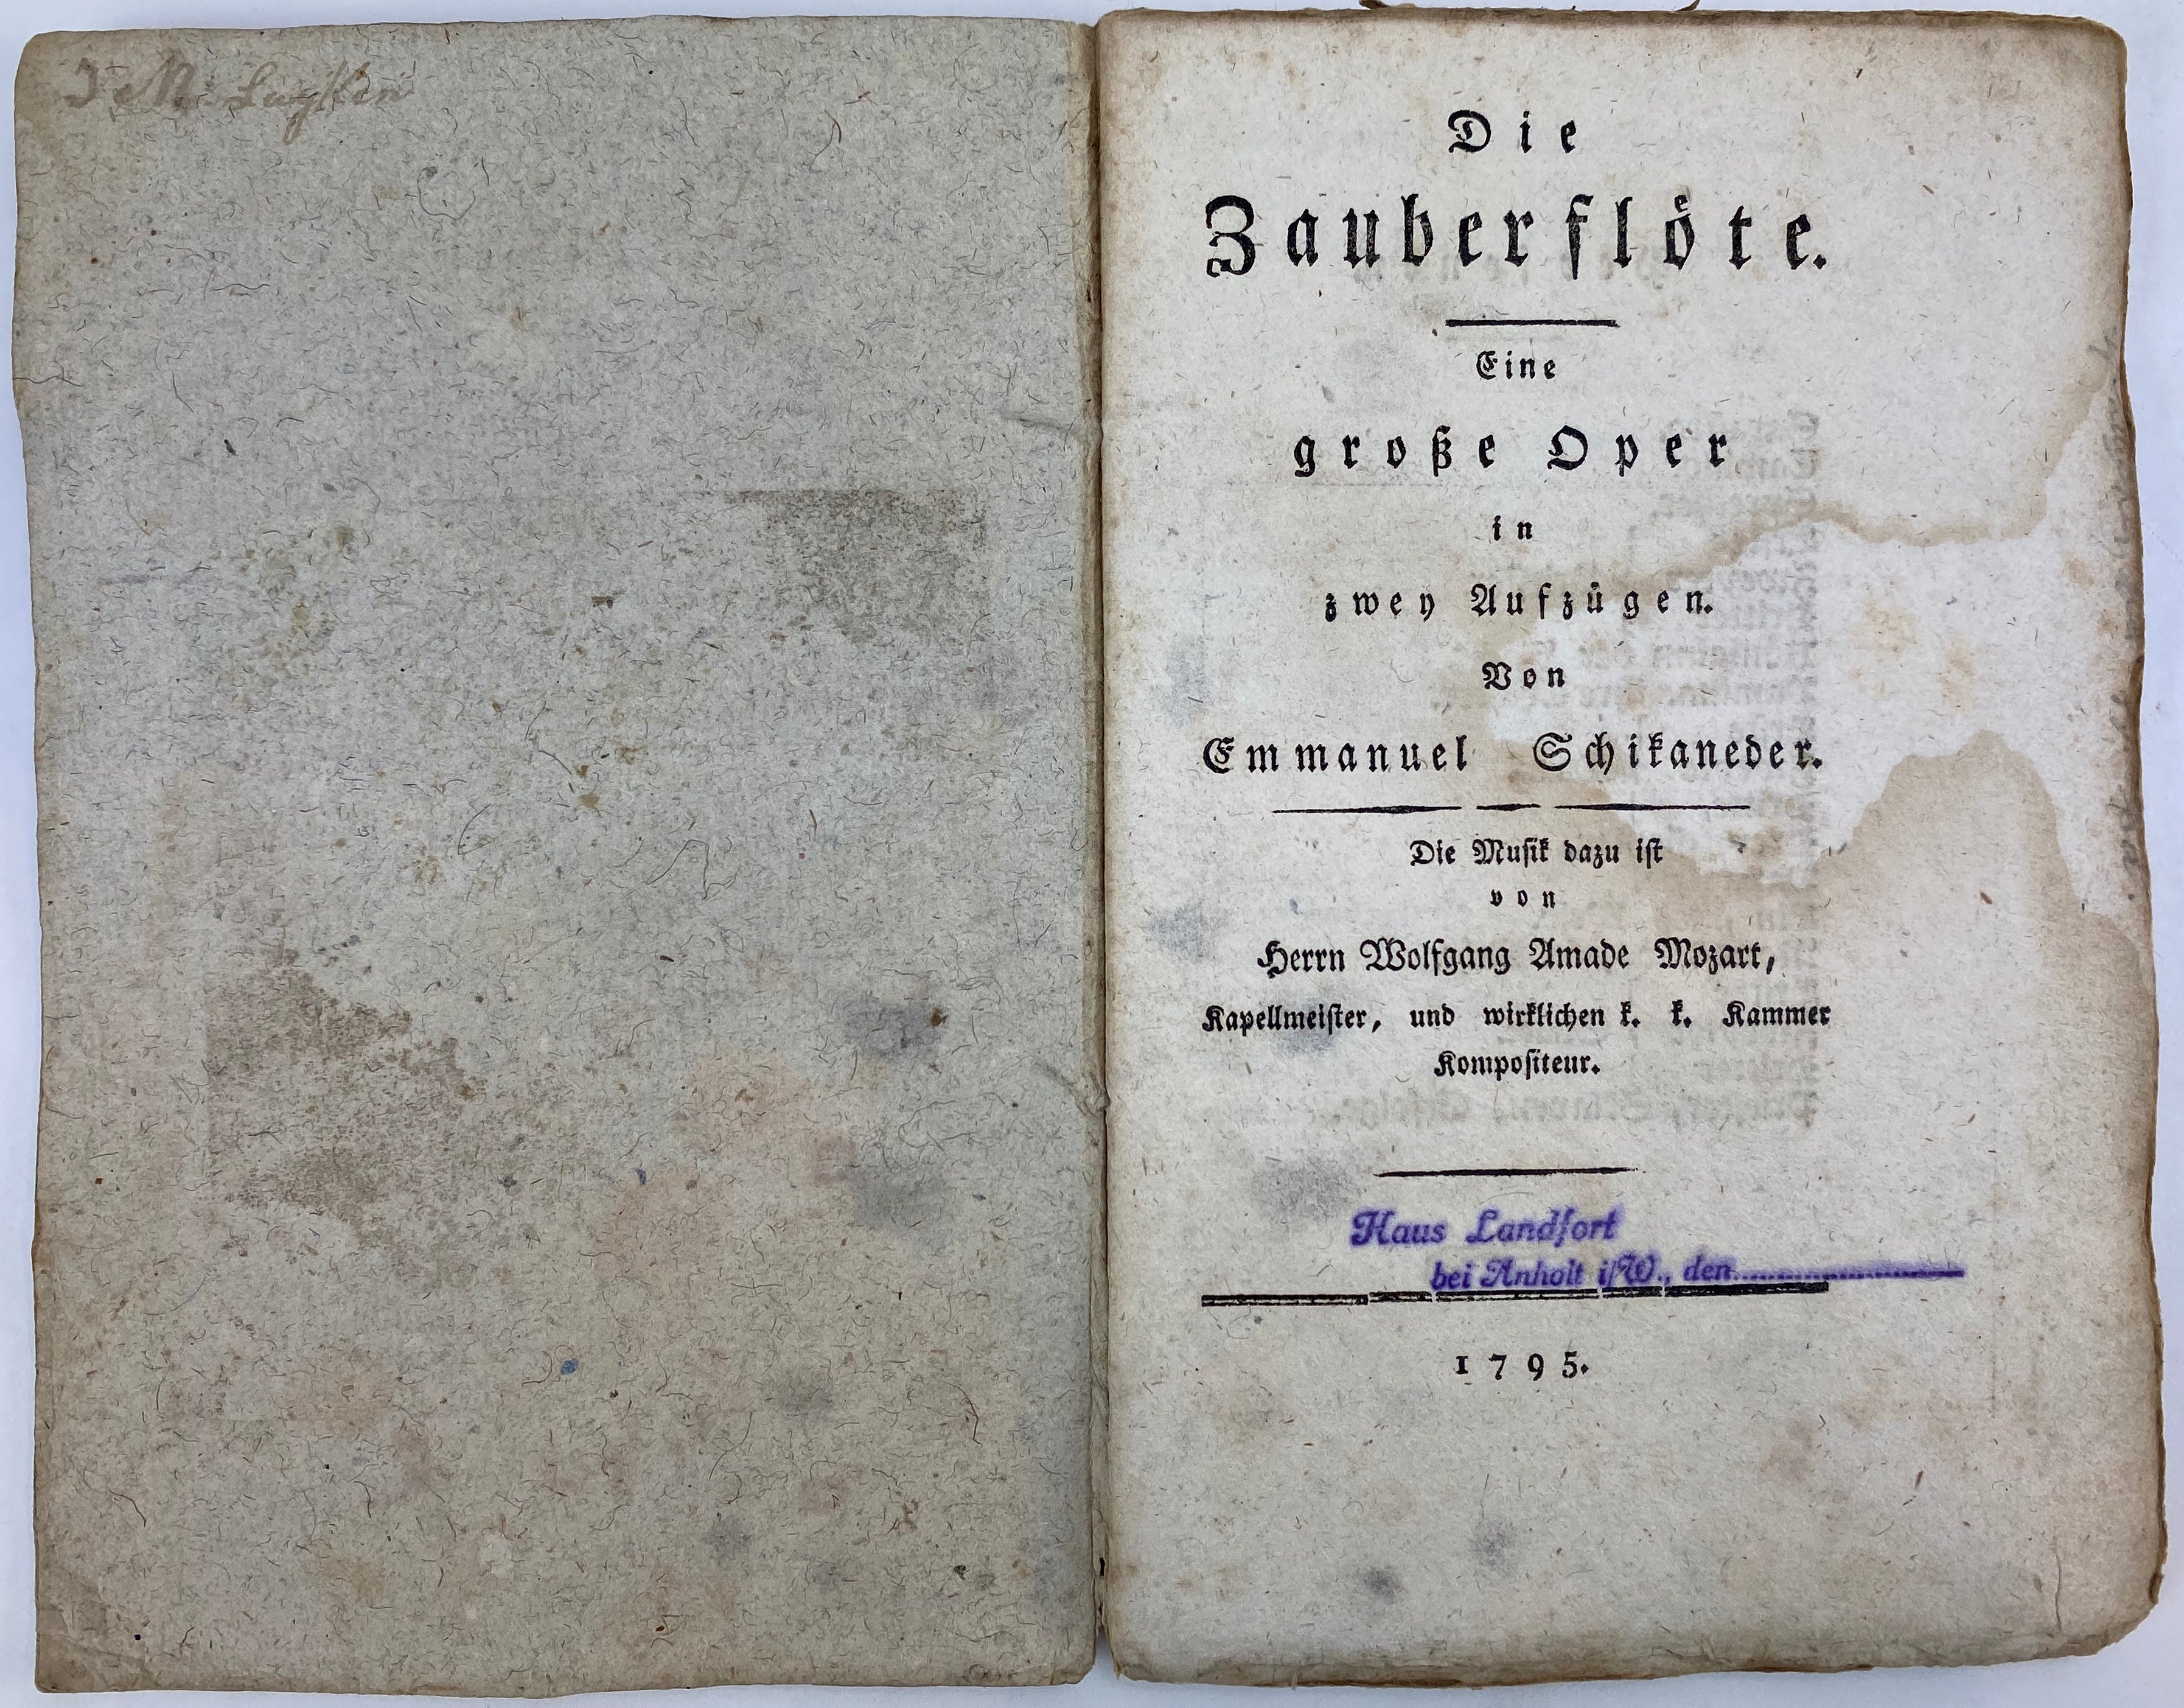 Die
Zauberflöte.
Eine
große Oper
in
zwey Aufzügen.
Von
Emmanuel Schikaneder.
Die Musik dazu ist
von
Herrn Wolfgang Amade Mozart,
Kapellmeister, und wirklichen k. k. Kammer
Kompositeur.
Haus Landfort
bei Anholt i/W., den
1795.